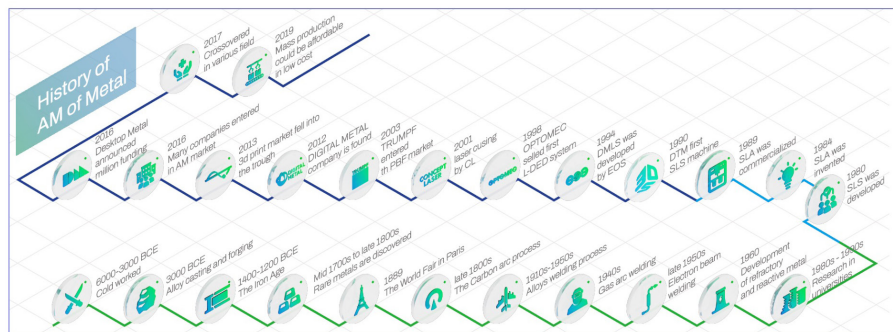 History of
AM of Metal
2017
Crossovered
in various field
2019
Mass production
could be affordable
in low cost
2016
Desktop Metal
announced
million funding
2016
Many companies entered
in AM market
2013
3d print market fell into
the trough
2012
DIGITAL METAL
company is found
2003
TRUMPF
entered
th PBF market
2001
laser cusing
by CL
1998
OPTOMEC
selled first
L-DED system
1994
DMLS was
developed
by EOS
1990
DTM first
SLS machine
1989
SLA was
commercialized
1984
SLA was
invented
1980
SLS was
developed
DIGITAL
METAL
CONCEPT
LASER
OPTOMEC
6000-3000 BCE
Cold worked
3000 BCE
Alloy casting and forging
1400-1200 BCE
The Iron Age
Mid 1700s to late 1800s
Rare metals are discovered
1889
The World Fair in Paris
late 1800s
The Carbon arc process
1910s-1950s
Alloys welding process
1940s
Gas arc welding
late 1950s
Electron beam
welding
1960
Development
of refractory
and reactive metal
1980s - 1990s
Research in
universities